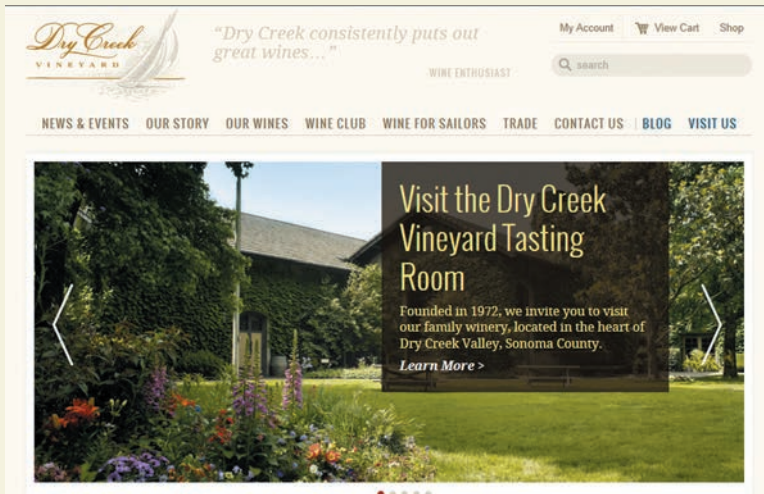 Dry Creek
VINEYARD
“Dry Creek consistently puts out
great wines...”
WINE ENTHUSIAST
My Account View Cart Shop
search
NEWS & EVENTS OUR STORY OUR WINES WINE CLUB WINE FOR SAILORS TRADE CONTACT US BLOG VISIT US
Visit the Dry Creek
Vineyard Tasting
Room
Founded in 1972, we invite you to visit
our family winery, located in the heart of
Dry Creek Valley, Sonoma County.
Learn More >